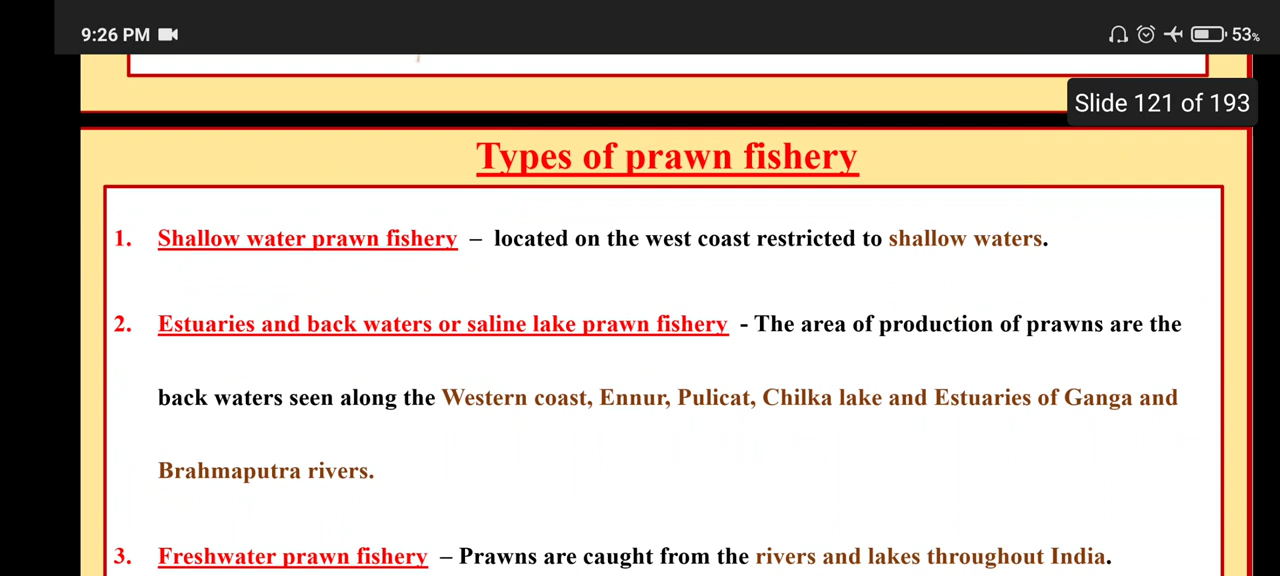 9:26 PM
53%
Slide 121 of 193
Types of prawn fishery
1. Shallow water prawn fishery – located on the west coast restricted to shallow waters.
2. Estuaries and back waters or saline lake prawn fishery - The area of production of prawns are the
back waters seen along the Western coast, Ennur, Pulicat, Chilka lake and Estuaries of Ganga and
Brahmaputra rivers.
3. Freshwater prawn fishery – Prawns are caught from the rivers and lakes throughout India.